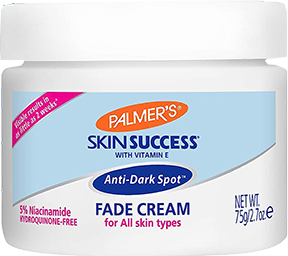 Visible results in
as little as 2 weeks*
PALMER'S®
SKIN SUCCESS®
WITH VITAMIN E
Anti-Dark Spot™
5% Niacinamide
HYDROQUINONE-FREE
FADE CREAM
for All skin types
NET WT.
75g/2.7oz e